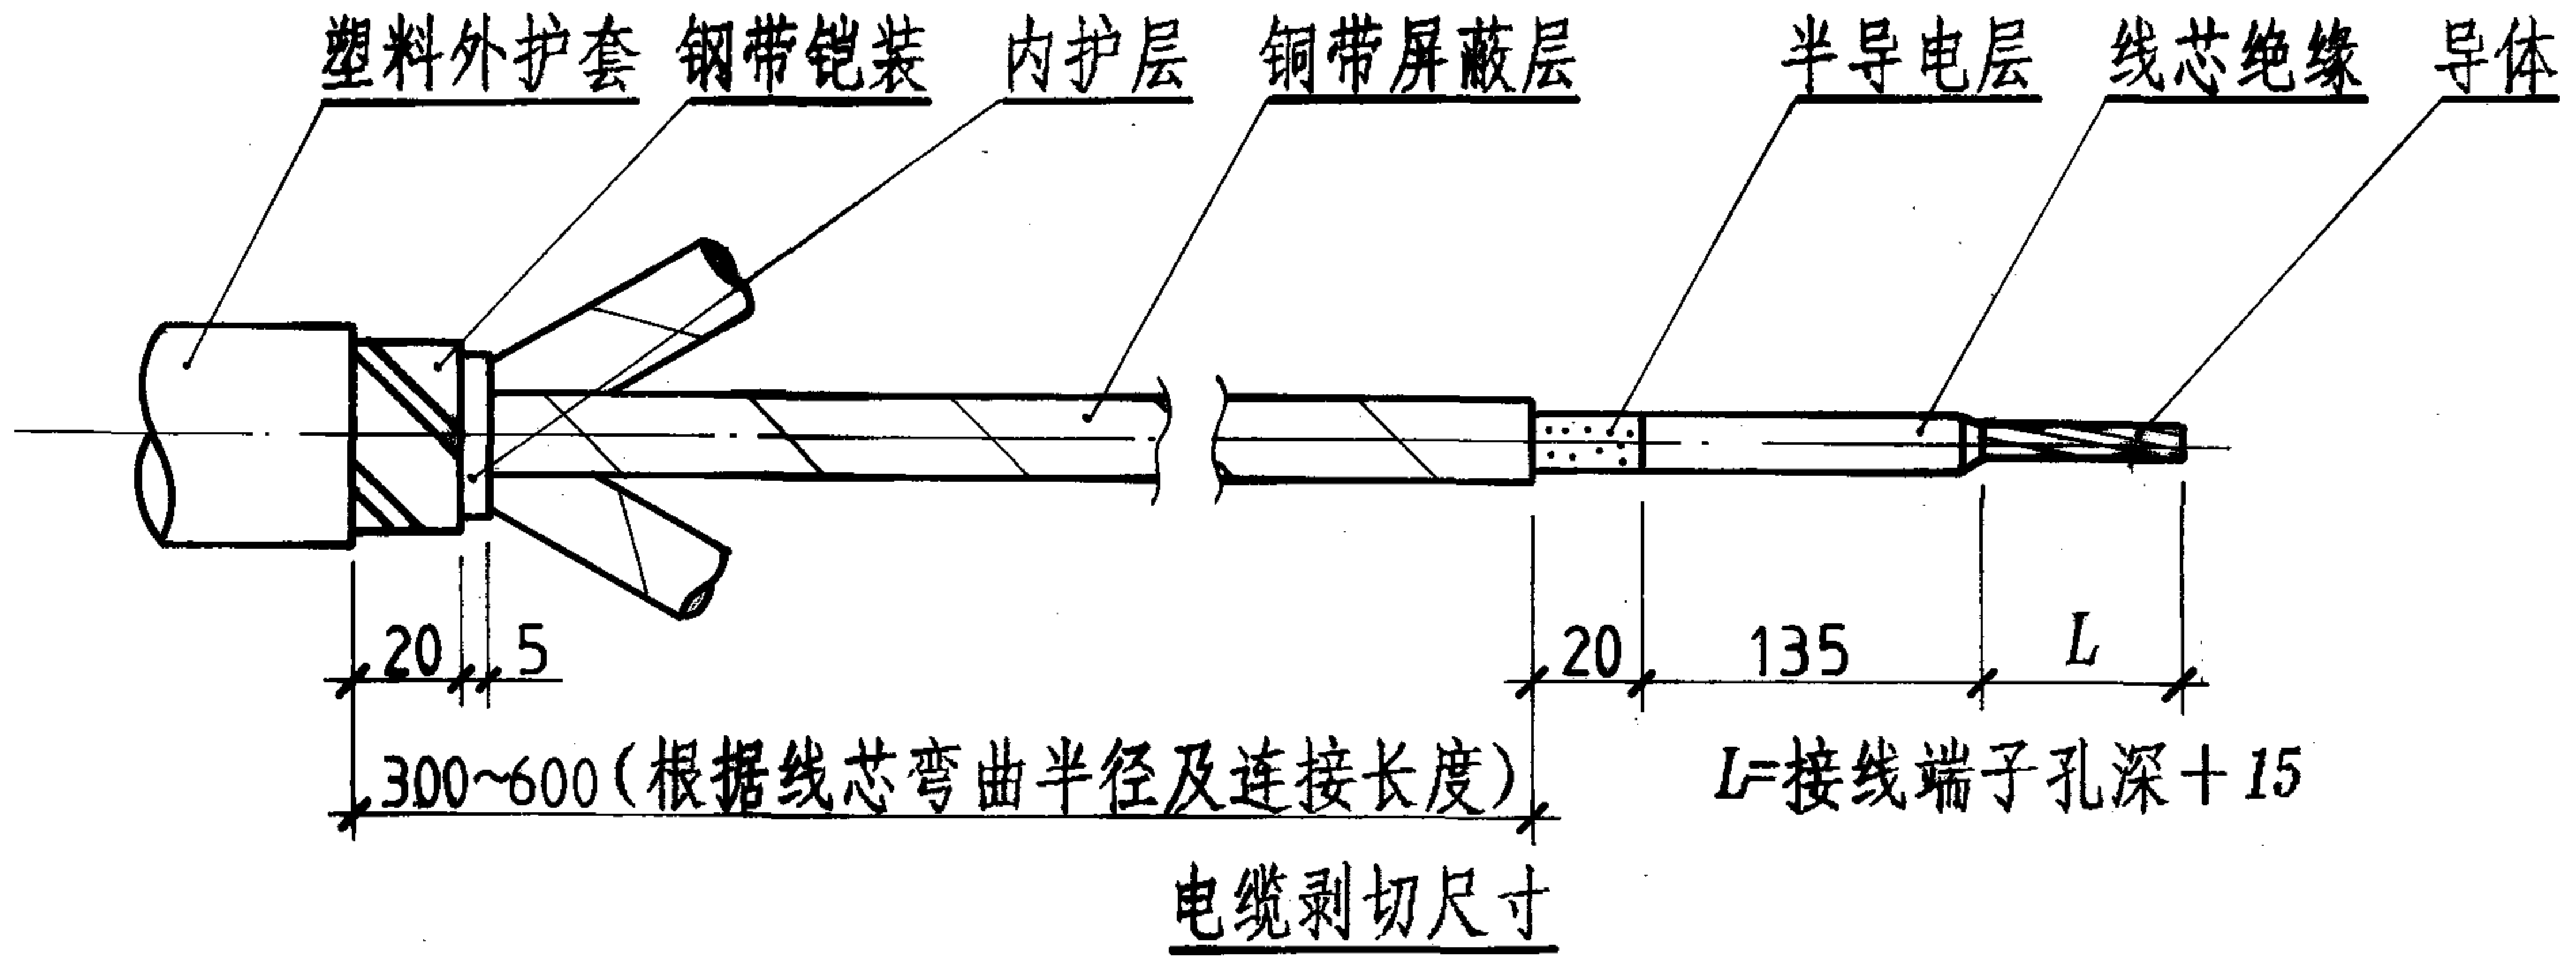 塑料外护套 钢带铠装 内护层 铜带屏蔽层 半导电层 线芯绝缘 导体
20 5 20 135 L
300~600(根据线芯弯曲半径及连接长度) L=接线端子孔深+15
电缆剥切尺寸